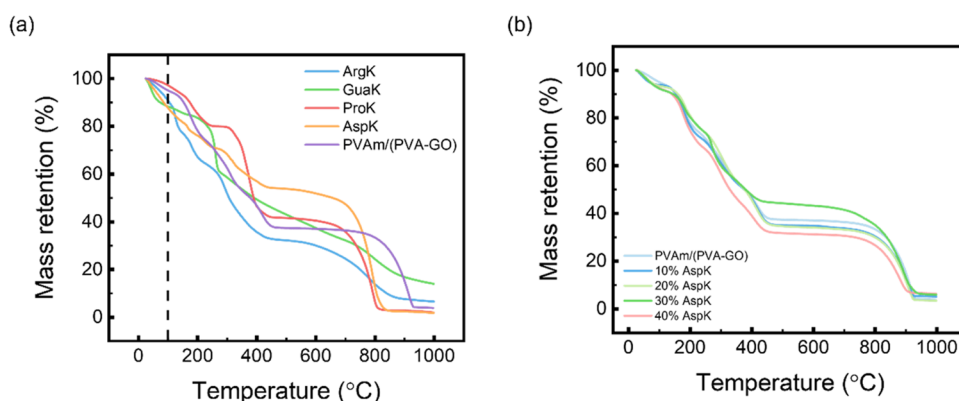 (a)
Mass retention (%)
100
80
60
40
20
0
ArgK
GuaK
ProK
AspK
PVAm/(PVA-GO)
0
200
400
600
800
1000
Temperature (°C)
(b)
Mass retention (%)
100
80
60
40
20
0
PVAm/(PVA-GO)
10% AspK
20% AspK
30% AspK
40% AspK
0
200
400
600
800
1000
Temperature (°C)